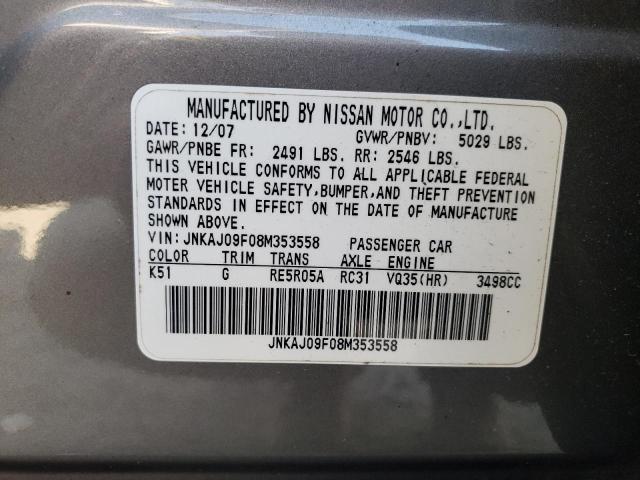 MANUFACTURED BY NISSAN MOTOR CO.,LTD.
DATE: 12/07 GVWR/PNBV: 5029 LBS.
GAWR/PNBE FR: 2491 LBS. RR: 2546 LBS.
THIS VEHICLE CONFORMS TO ALL APPLICABLE FEDERAL
MOTER VEHICLE SAFETY,BUMPER,AND THEFT PREVENTION
STANDARDS IN EFFECT ON THE DATE OF MANUFACTURE
SHOWN ABOVE.
VIN: JNKAJ09F08M353558 PASSENGER CAR
COLOR TRIM TRANS AXLE ENGINE
K51 G RE5R05A RC31 VQ35(HR) 3498CC
JNKAJ09F08M353558